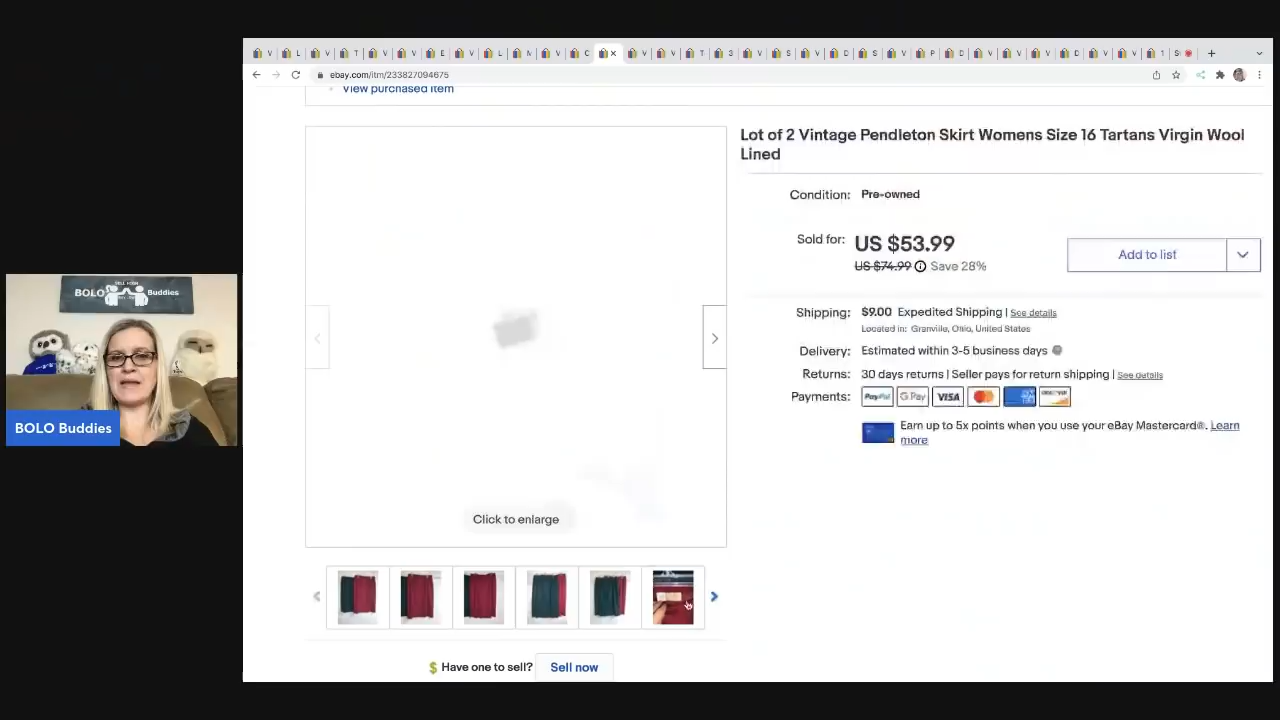 ebay.com/itm/233827094675
View purchased item
Lot of 2 Vintage Pendleton Skirt Womens Size 16 Tartans Virgin Wool
Lined
Condition: Pre-owned
Sold for: US $53.99
US $74.99 Save 28%
Add to list
Shipping: $9.00 Expedited Shipping | See details
Located in: Granville, Ohio, United States
Delivery: Estimated within 3-5 business days
Returns: 30 days returns | Seller pays for return shipping | See details
Payments: PayPal G Pay VISA
Earn up to 5x points when you use your eBay Mastercard®. Learn
more
Click to enlarge
Have one to sell? Sell now
BOLO Buddies
BOLO Buddies